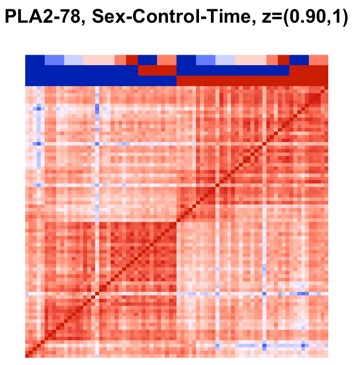 PLA2-78, Sex-Control-Time, z=(0.90,1)